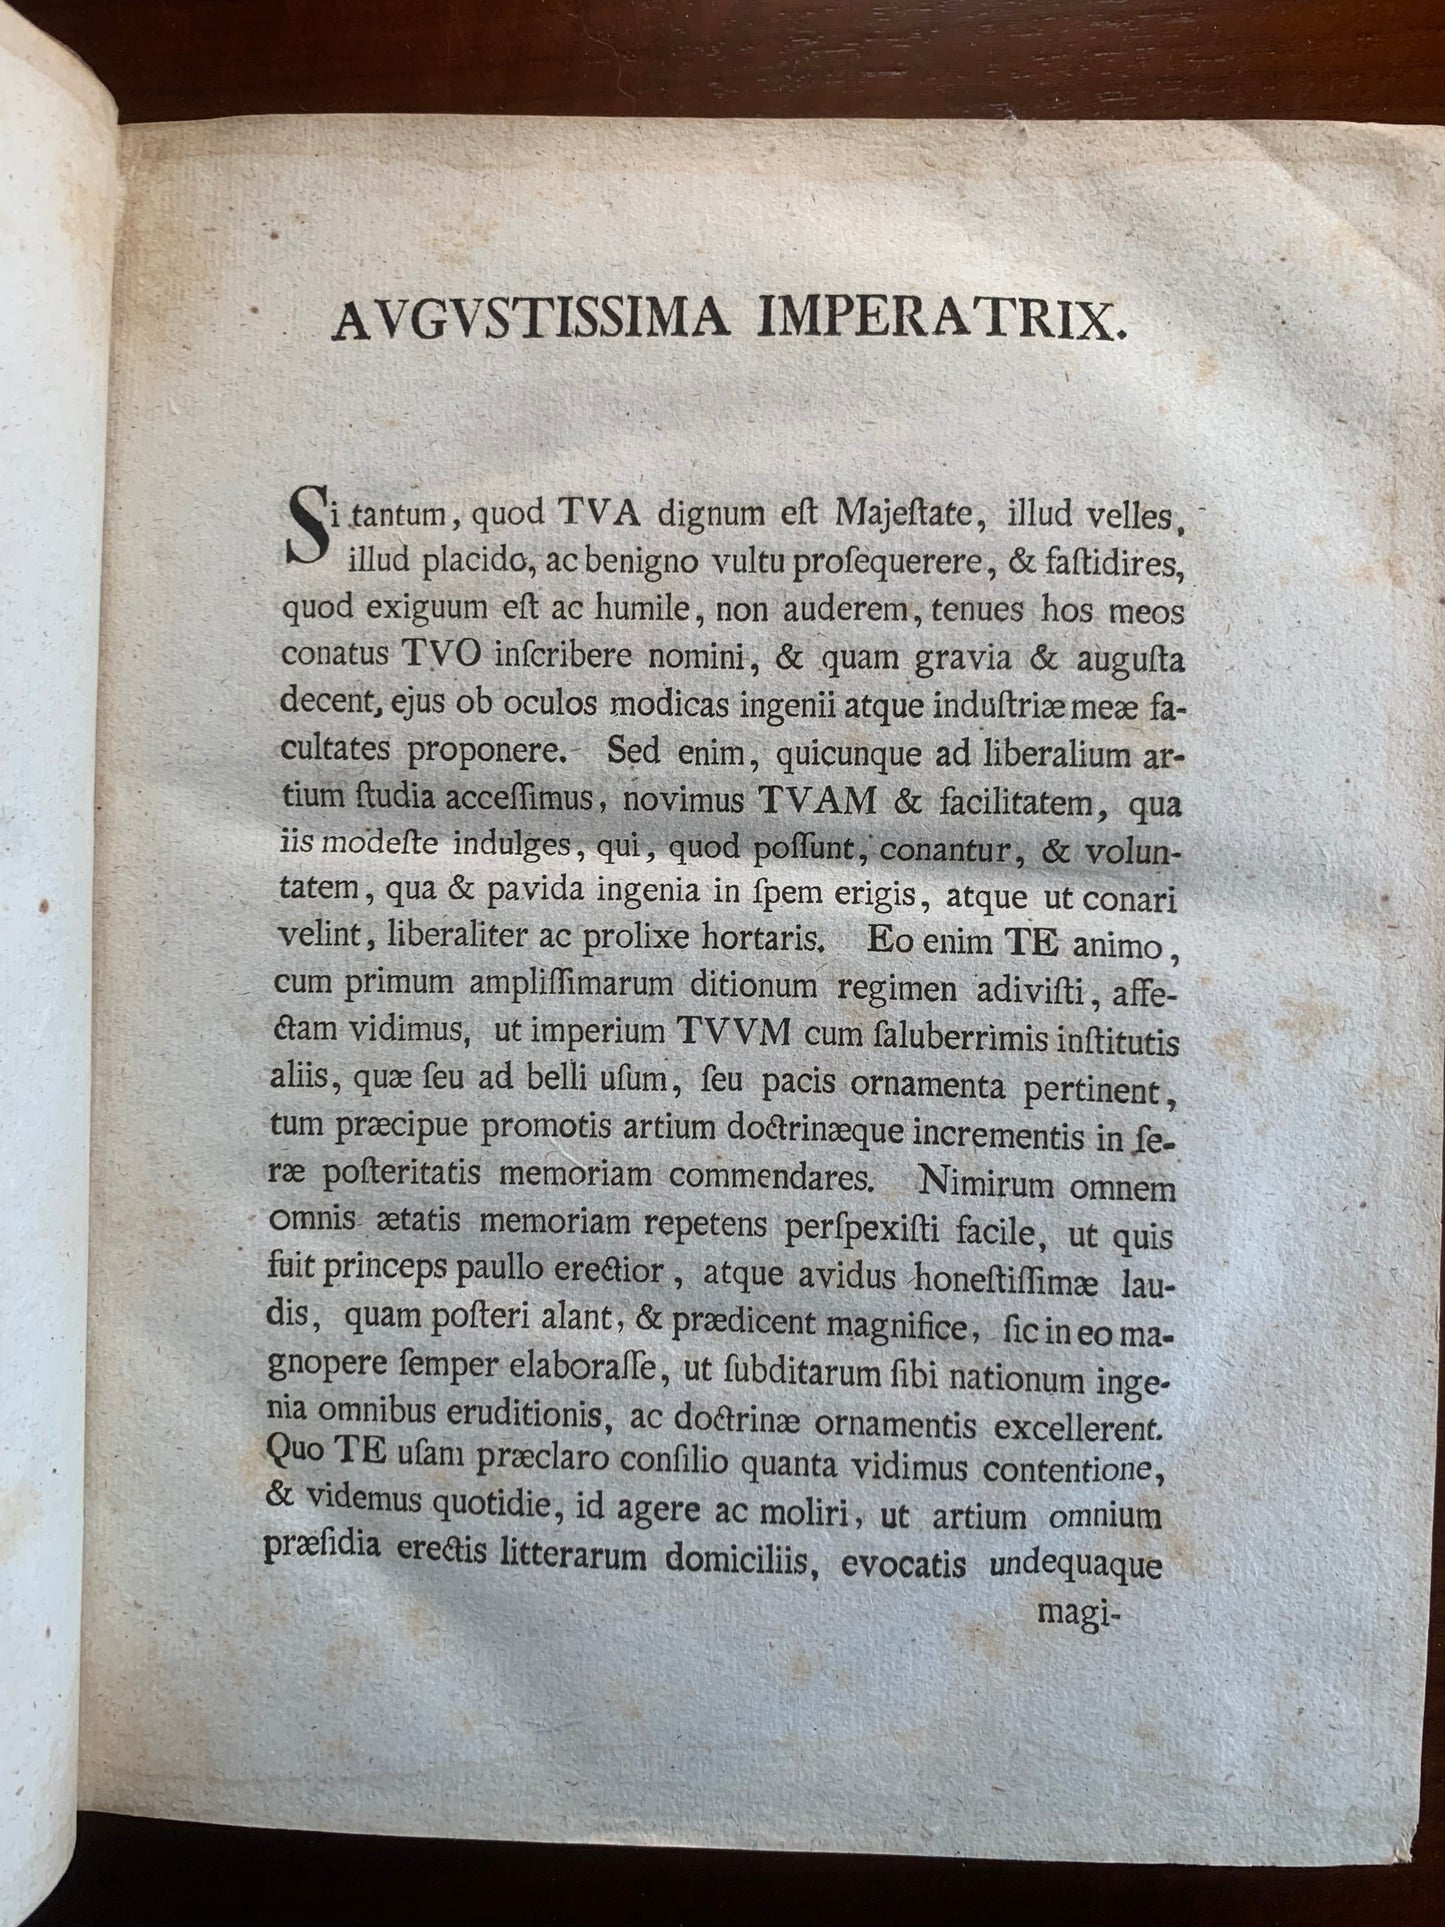 AVGVSTISSIMA IMPERATRIX.
Si tantum, quod TVA dignum eſt Majeſtate, illud velles,
illud placido, ac benigno vultu proſequerere, & faſtidires,
quod exiguum eſt ac humile, non auderem, tenues hos meos
conatus TVO inſcribere nomini, & quam gravia & auguſta
decent, ejus ob oculos modicas ingenii atque induſtriæ meæ fa-
cultates proponere. Sed enim, quicunque ad liberalium ar-
tium ſtudia acceſſimus, novimus TVAM & facilitatem, qua
iis modeſte indulges, qui, quod poſſunt, conantur, & volun-
tatem, qua & pavida ingenia in ſpem erigis, atque ut conari
velint, liberaliter ac prolixe hortaris. Eo enim TE animo,
cum primum ampliſſimarum ditionum regimen adiviſti, affe-
ctam vidimus, ut imperium TVVM cum ſaluberrimis inſtitutis
aliis, quæ ſeu ad belli uſum, ſeu pacis ornamenta pertinent,
tum præcipue promotis artium doctrinæque incrementis in ſe-
ræ poſteritatis memoriam commendares. Nimirum omnem
omnis ætatis memoriam repetens perſpexiſti facile, ut quis
fuit princeps paullo erectior, atque avidus honeſtiſſimæ lau-
dis, quam poſteri alant, & prædicent magnifice, ſic in eo ma-
gnopere ſemper elaboraſſe, ut ſubditarum ſibi nationum inge-
nia omnibus eruditionis, ac doctrinæ ornamentis excellerent.
Quo TE uſam præclaro conſilio quanta vidimus contentione,
& videmus quotidie, id agere ac moliri, ut artium omnium
præſidia erectis litterarum domiciliis, evocatis undequaque
magi-